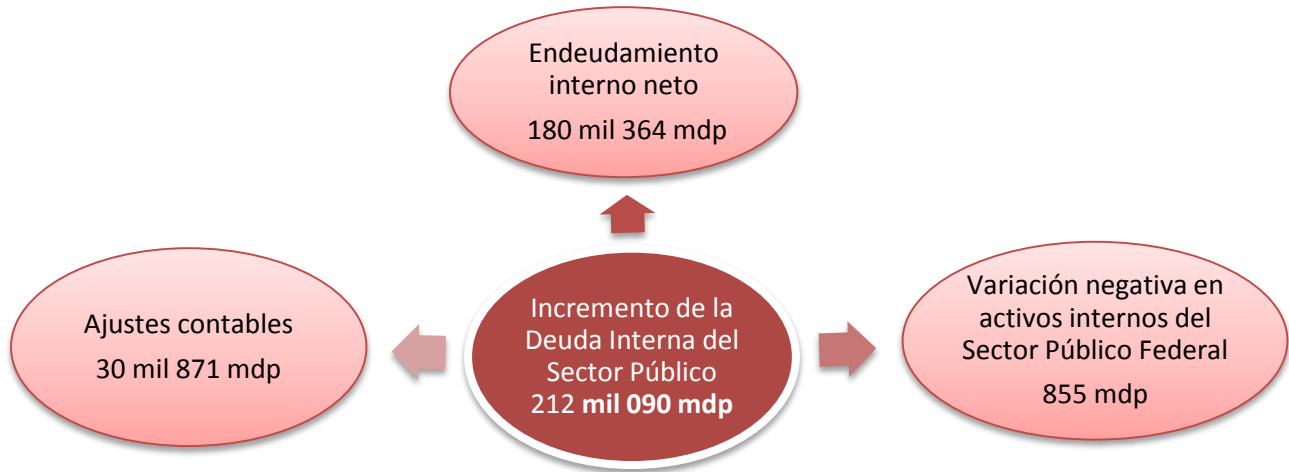 Endeudamiento
interno neto
180 mil 364 mdp
Ajustes contables
30 mil 871 mdp
Incremento de la
Deuda Interna del
Sector Público
212 mil 090 mdp
Variación negativa en
activos internos del
Sector Público Federal
855 mdp